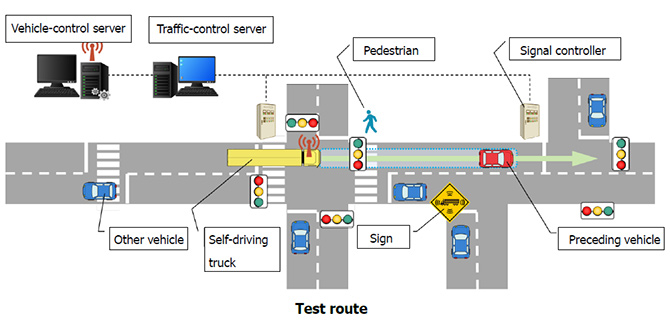 Vehicle-control server
Traffic-control server
Pedestrian
Signal controller
Other vehicle
Self-driving
truck
Sign
Preceding vehicle
Test route